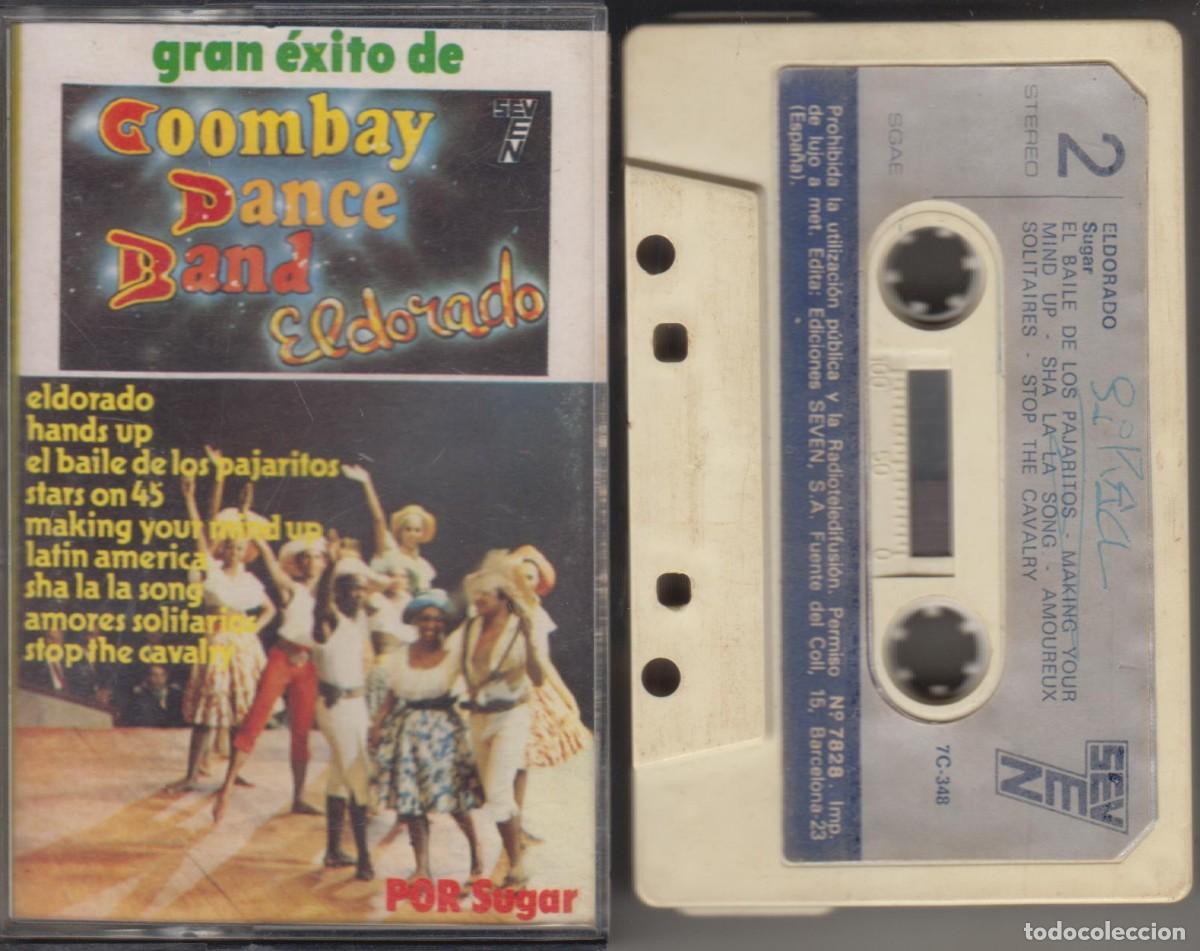 gran éxito de
Goombay
Dance
Band
Eldorado
SEVEN
eldorado
hands up
el baile de los pajaritos
stars on 45
making your mind up
latin america
sha la la song
amores solitarios
stop the cavalry
POR Sugar
2
STEREO
SGAE
ELDORADO
Sugar
EL BAILE DE LOS PAJARITOS - MAKING YOUR
MIND UP - SHA LA LA SONG - AMOUREUX
SOLITAIRES - STOP THE CAVALRY
100 50 0
7C-348
SEVEN
Prohibida la utilización pública y la Radioteledifusión. Permiso Nº 7828. Imp.
de lujo a met. Edita: Ediciones SEVEN, S.A. Fuente del Coll, 15, Barcelona-23
(España).
todocoleccion